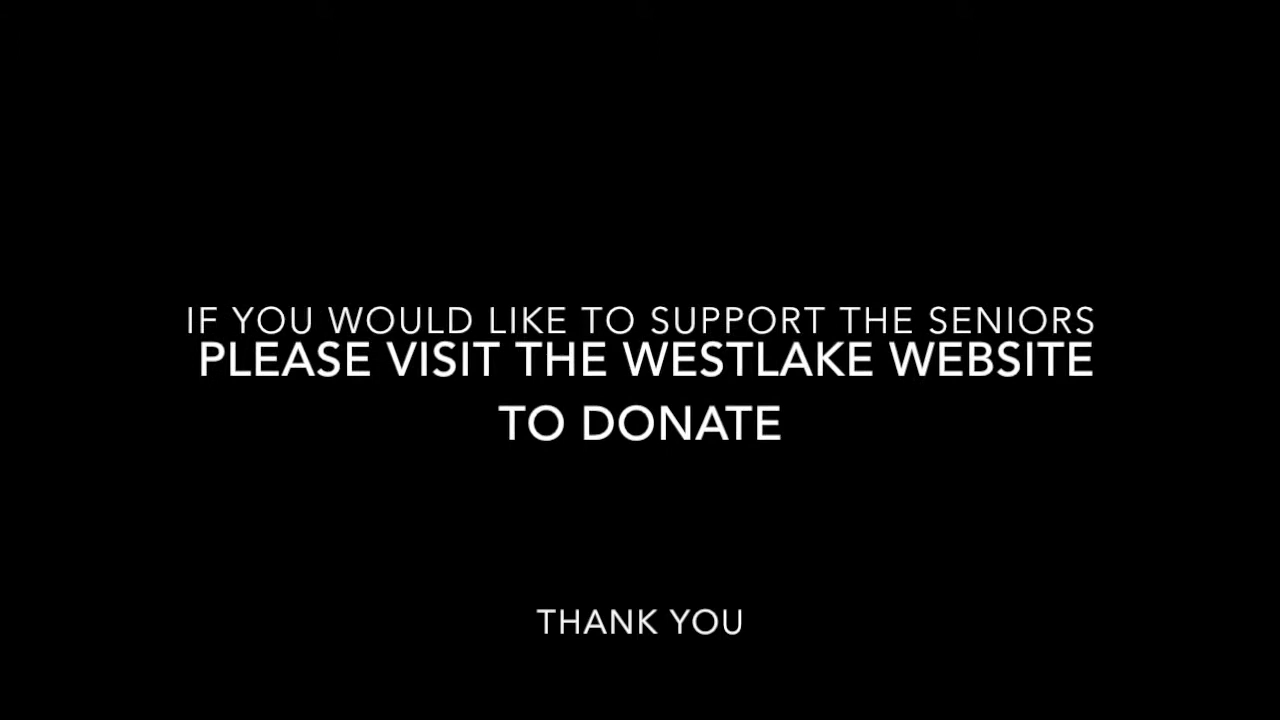 IF YOU WOULD LIKE TO SUPPORT THE SENIORS
PLEASE VISIT THE WESTLAKE WEBSITE
TO DONATE
THANK YOU